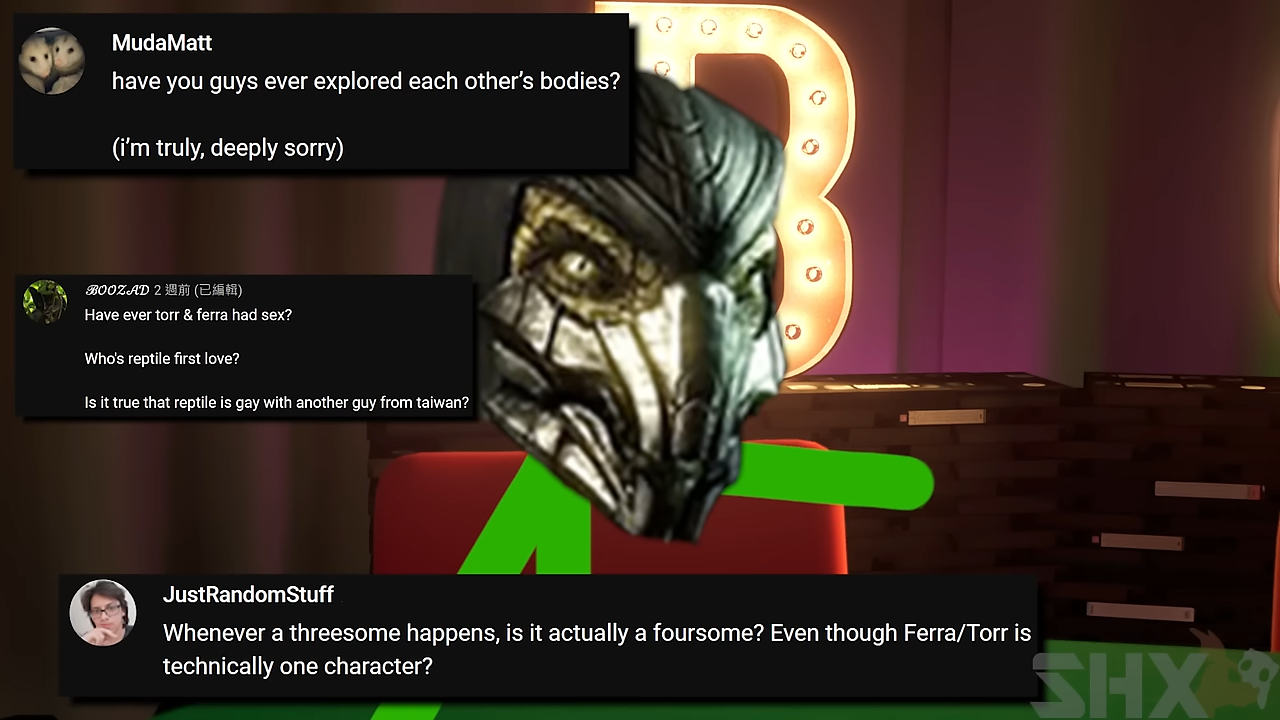 MudaMatt
have you guys ever explored each other’s bodies?
(i’m truly, deeply sorry)
B
𝓑𝓞𝓞𝓩𝓐𝓓 2 週前 (已編輯)
Have ever torr & ferra had sex?
Who's reptile first love?
Is it true that reptile is gay with another guy from taiwan?
JustRandomStuff
Whenever a threesome happens, is it actually a foursome? Even though Ferra/Torr is
technically one character?
SHX